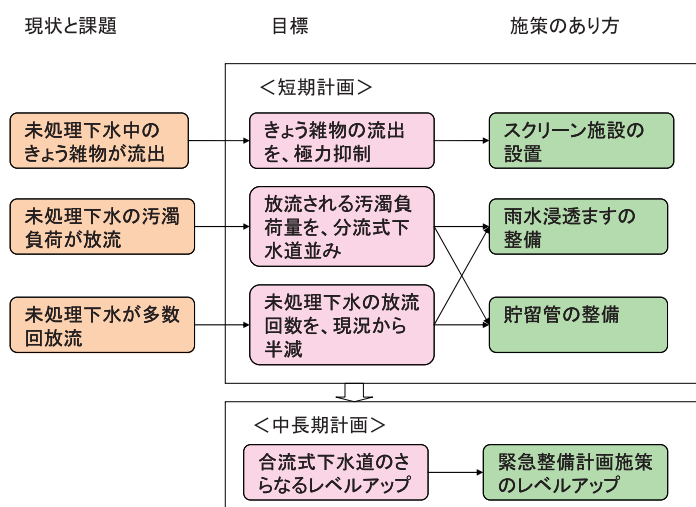 現状と課題
目標
施策のあり方
＜短期計画＞
未処理下水中の
きょう雑物が流出
きょう雑物の流出
を、極力抑制
スクリーン施設の
設置
未処理下水の汚濁
負荷が放流
放流される汚濁負
荷量を、分流式下
水道並み
雨水浸透ますの
整備
未処理下水が多数
回放流
未処理下水の放流
回数を、現況から
半減
貯留管の整備
＜中長期計画＞
合流式下水道のさ
らなるレベルアップ
緊急整備計画施策
のレベルアップ